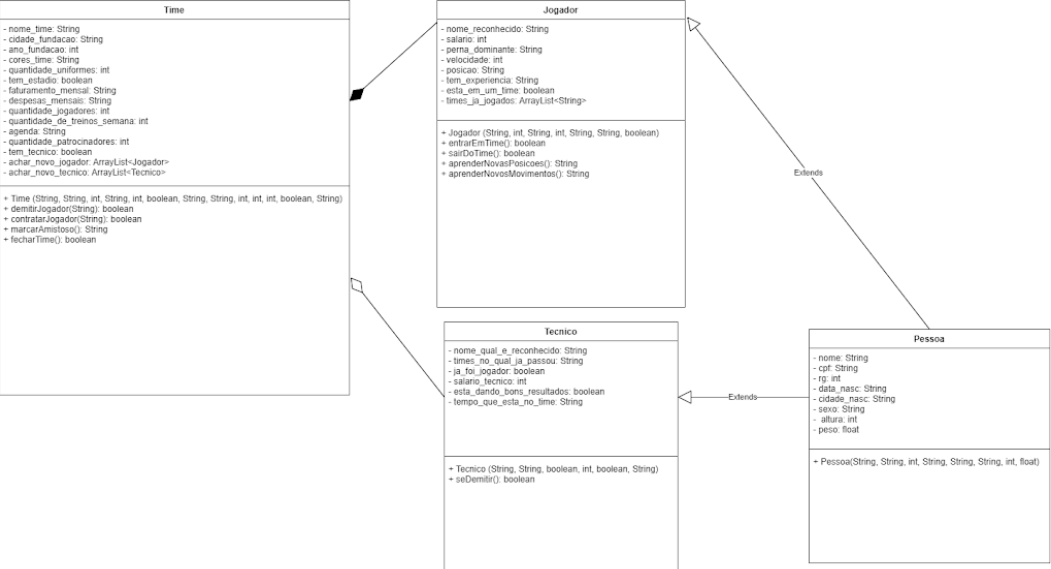 Time
- nome_time: String
- cidade_fundacao: String
- ano_fundacao: int
- cores_time: String
- quantidade_uniformes: int
- tem_estadio: boolean
- faturamento_mensal: String
- despesas_mensais: String
- quantidade_jogadores: int
- quantidade_de_treinos_semana: int
- agenda: String
- quantidade_patrocinadores: int
- tem_tecnico: boolean
- achar_novo_jogador: ArrayList<Jogador>
- achar_novo_tecnico: ArrayList<Tecnico>
+ Time (String, String, int, String, int, boolean, String, String, int, int, int, boolean, String)
+ demitirJogador(String): boolean
+ contratarJogador(String): boolean
+ marcarAmistoso(): String
+ fecharTime(): boolean
Jogador
- nome_reconhecido: String
- salario: int
- perna_dominante: String
- velocidade: int
- posicao: String
- tem_experiencia: String
- esta_em_um_time: boolean
- times_ja_jogados: ArrayList<String>
+ Jogador (String, int, String, int, String, String, boolean)
+ entrarEmTime(): boolean
+ sairDoTime(): boolean
+ aprenderNovasPosicoes(): String
+ aprenderNovosMovimentos(): String
Extends
Tecnico
- nome_qual_e_reconhecido: String
- times_no_qual_ja_passou: String
- ja_foi_jogador: boolean
- salario_tecnico: int
- esta_dando_bons_resultados: boolean
- tempo_que_esta_no_time: String
+ Tecnico (String, String, boolean, int, boolean, String)
+ seDemitir(): boolean
Extends
Pessoa
- nome: String
- cpf: String
- rg: int
- data_nasc: String
- cidade_nasc: String
- sexo: String
- altura: int
- peso: float
+ Pessoa(String, String, int, String, String, String, int, float)